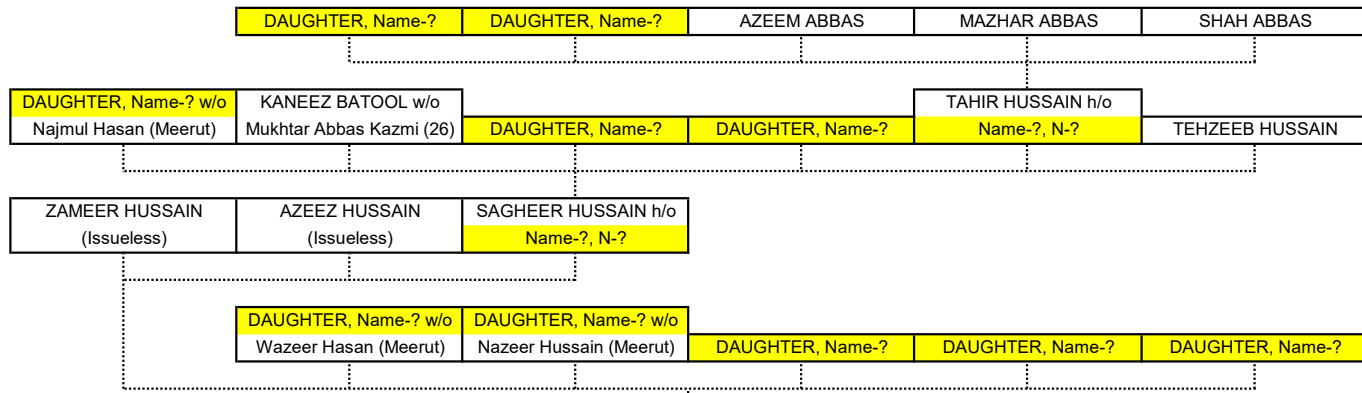 DAUGHTER, Name-? DAUGHTER, Name-? AZEEM ABBAS MAZHAR ABBAS SHAH ABBAS
DAUGHTER, Name-? w/o KANEEZ BATOOL w/o TAHIR HUSSAIN h/o
Najmul Hasan (Meerut) Mukhtar Abbas Kazmi (26) DAUGHTER, Name-? DAUGHTER, Name-? Name-?, N-? TEHZEEB HUSSAIN
ZAMEER HUSSAIN AZEEZ HUSSAIN SAGHEER HUSSAIN h/o
(Issueless) (Issueless) Name-?, N-?
DAUGHTER, Name-? w/o DAUGHTER, Name-? w/o
Wazeer Hasan (Meerut) Nazeer Hussain (Meerut) DAUGHTER, Name-? DAUGHTER, Name-? DAUGHTER, Name-?